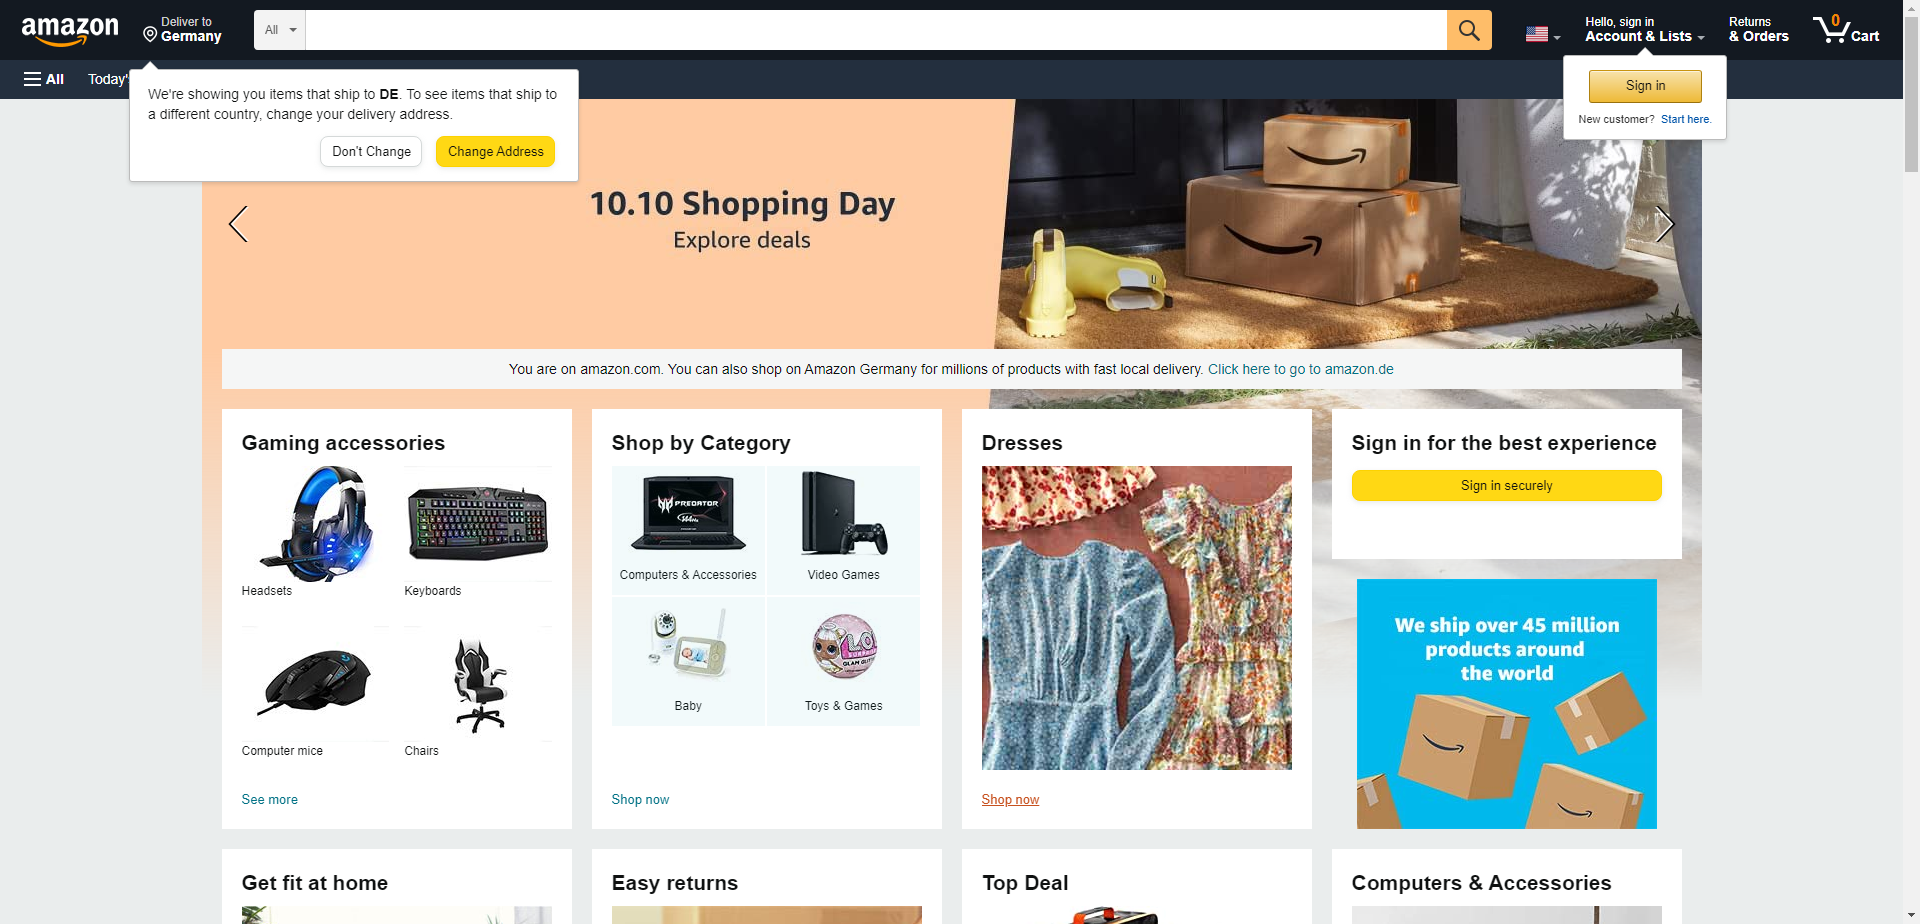 amazon
Deliver to
Germany
All
Hello, sign in
Account & Lists
Returns
& Orders
0
Cart
All
Today's
We're showing you items that ship to DE. To see items that ship to
a different country, change your delivery address.
Don't Change
Change Address
Sign in
New customer? Start here.
10.10 Shopping Day
Explore deals
You are on amazon.com. You can also shop on Amazon Germany for millions of products with fast local delivery. Click here to go to amazon.de
Gaming accessories
Headsets
Keyboards
Computer mice
Chairs
See more
Shop by Category
PREDATOR
Computers & Accessories
Video Games
Baby
L.O.L.
SURPRISE
GLAM GLITTER
Toys & Games
Shop now
Dresses
Shop now
Sign in for the best experience
Sign in securely
We ship over 45 million
products around
the world
Get fit at home
Easy returns
Top Deal
Computers & Accessories